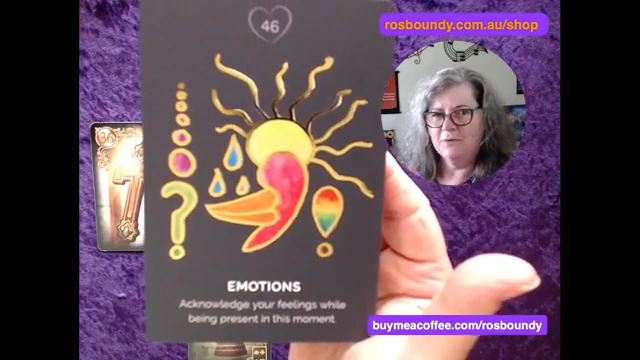 46
rosboundy.com.au/shop
EMOTIONS
Acknowledge your feelings while
being present in this moment.
buymeacoffee.com/rosboundy